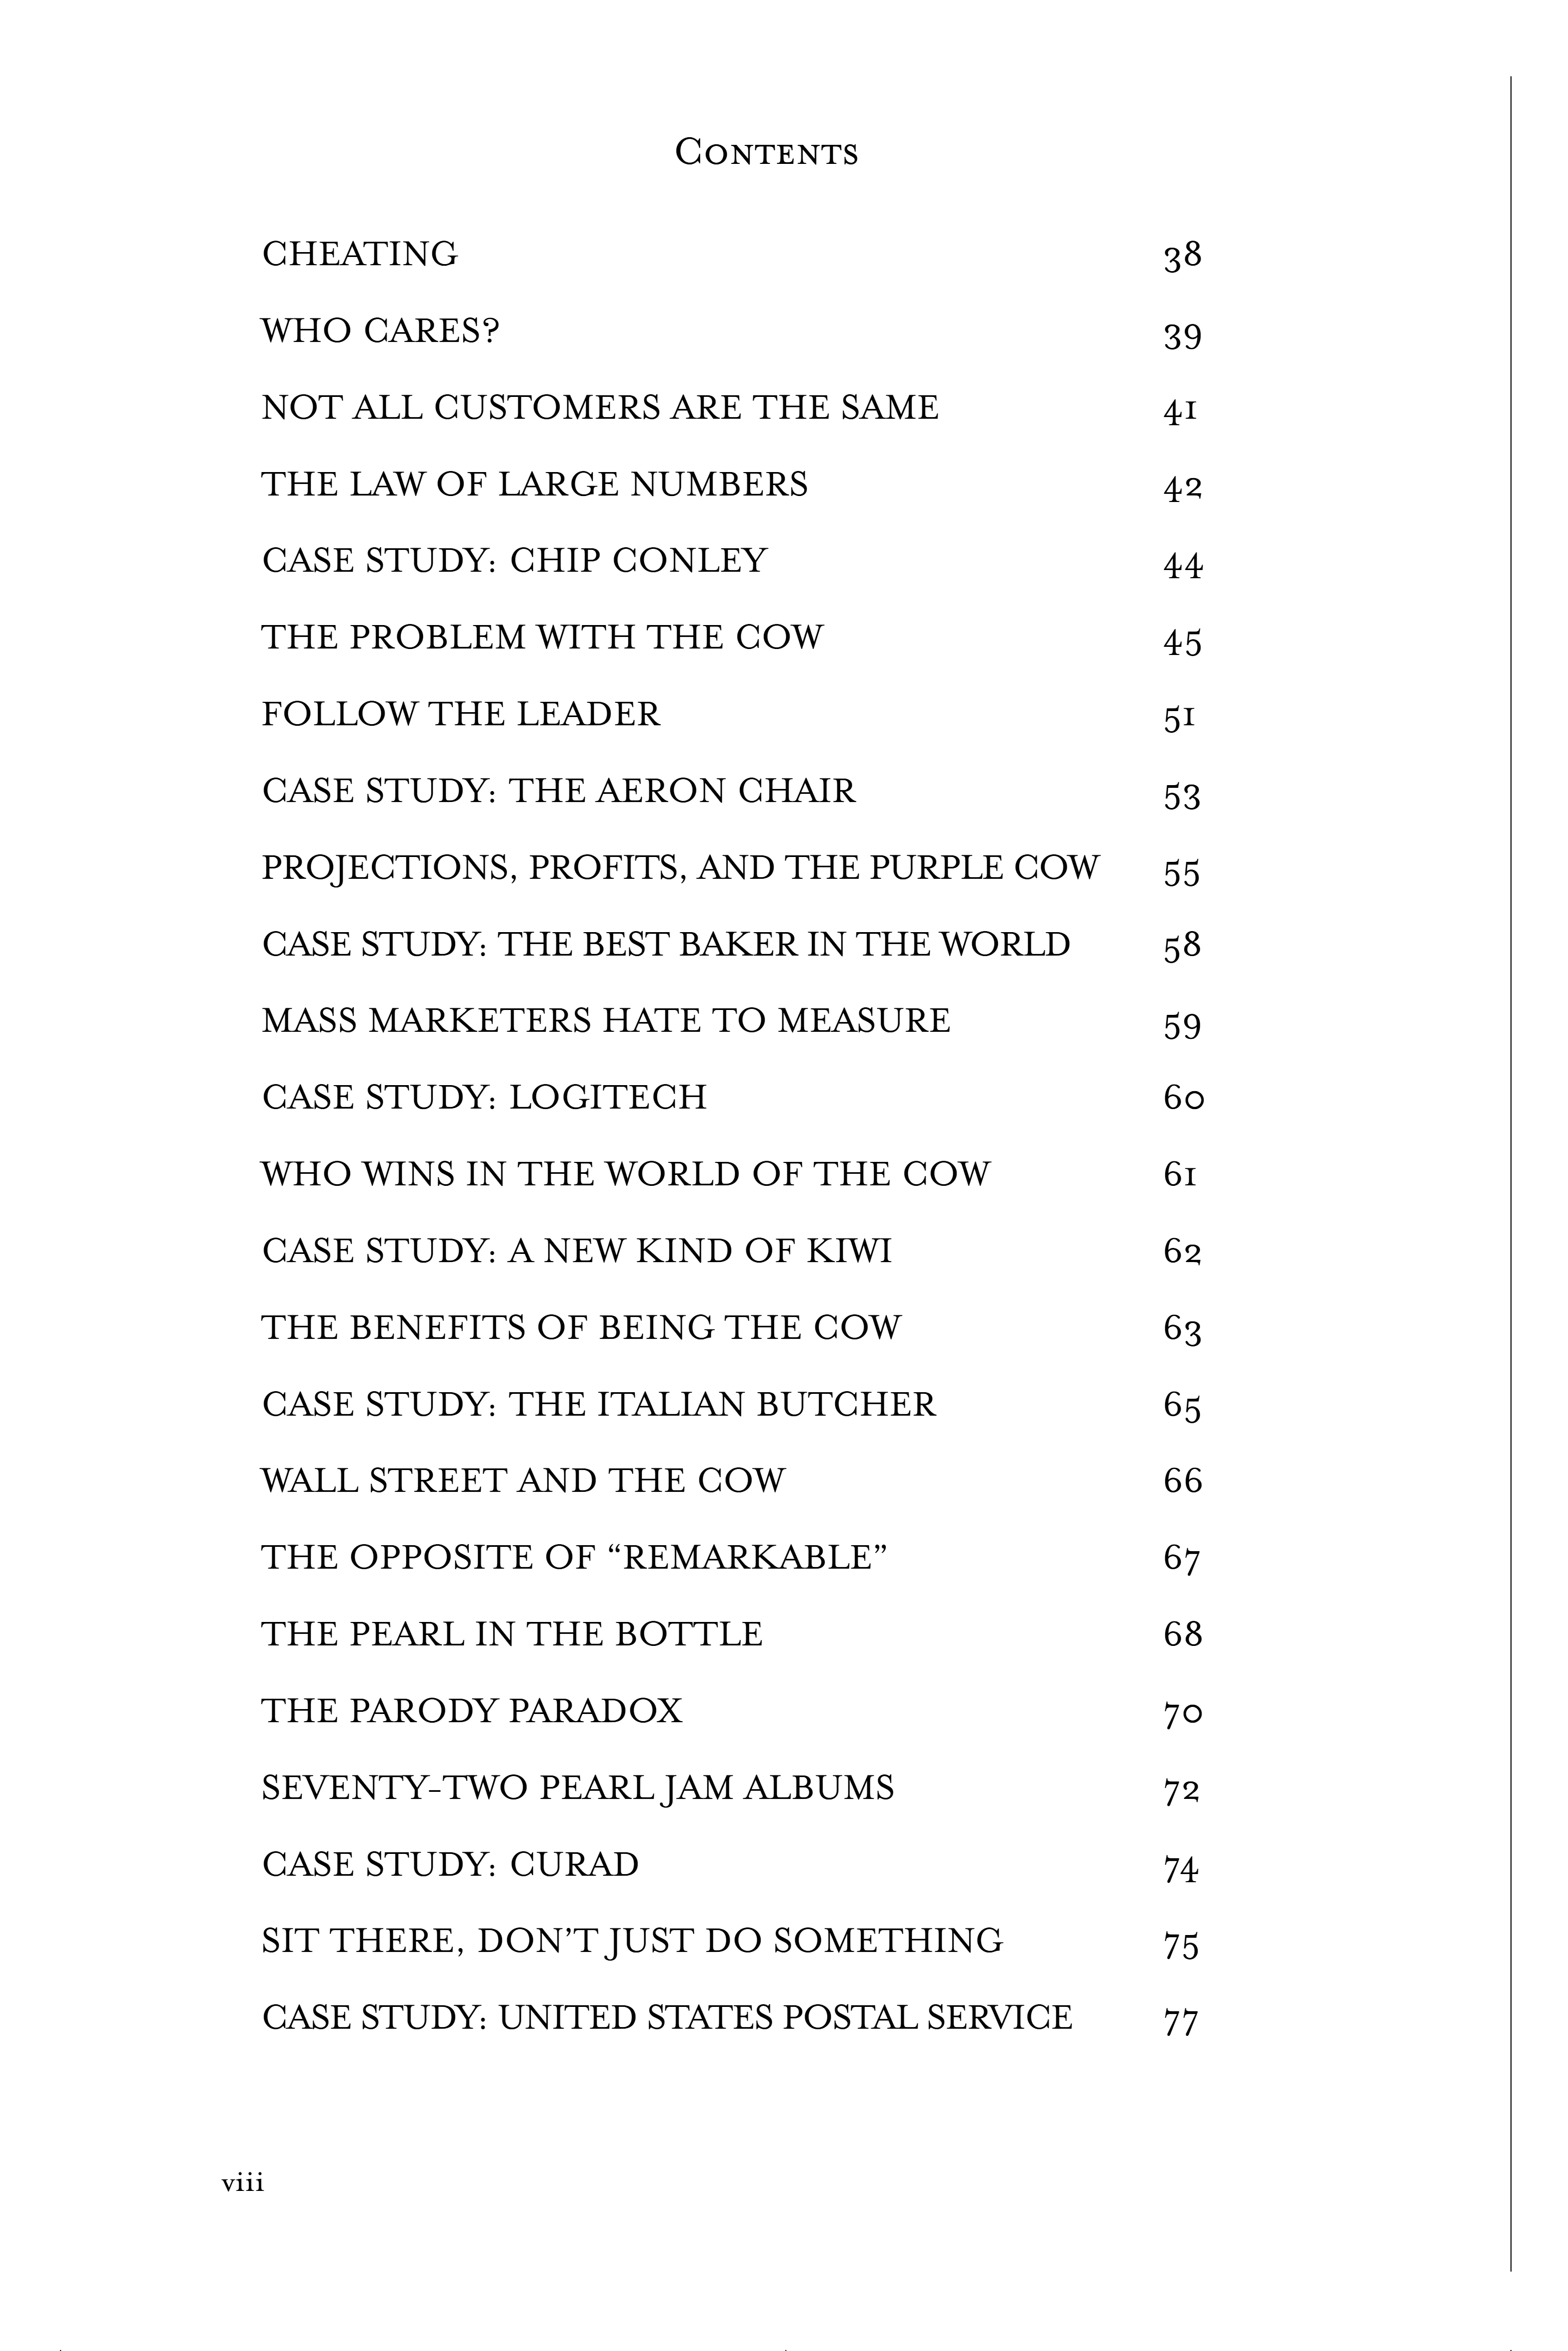 Contents
CHEATING 38
WHO CARES? 39
NOT ALL CUSTOMERS ARE THE SAME 41
THE LAW OF LARGE NUMBERS 42
CASE STUDY: CHIP CONLEY 44
THE PROBLEM WITH THE COW 45
FOLLOW THE LEADER 51
CASE STUDY: THE AERON CHAIR 53
PROJECTIONS, PROFITS, AND THE PURPLE COW 55
CASE STUDY: THE BEST BAKER IN THE WORLD 58
MASS MARKETERS HATE TO MEASURE 59
CASE STUDY: LOGITECH 60
WHO WINS IN THE WORLD OF THE COW 61
CASE STUDY: A NEW KIND OF KIWI 62
THE BENEFITS OF BEING THE COW 63
CASE STUDY: THE ITALIAN BUTCHER 65
WALL STREET AND THE COW 66
THE OPPOSITE OF “REMARKABLE” 67
THE PEARL IN THE BOTTLE 68
THE PARODY PARADOX 70
SEVENTY-TWO PEARL JAM ALBUMS 72
CASE STUDY: CURAD 74
SIT THERE, DON’T JUST DO SOMETHING 75
CASE STUDY: UNITED STATES POSTAL SERVICE 77
viii